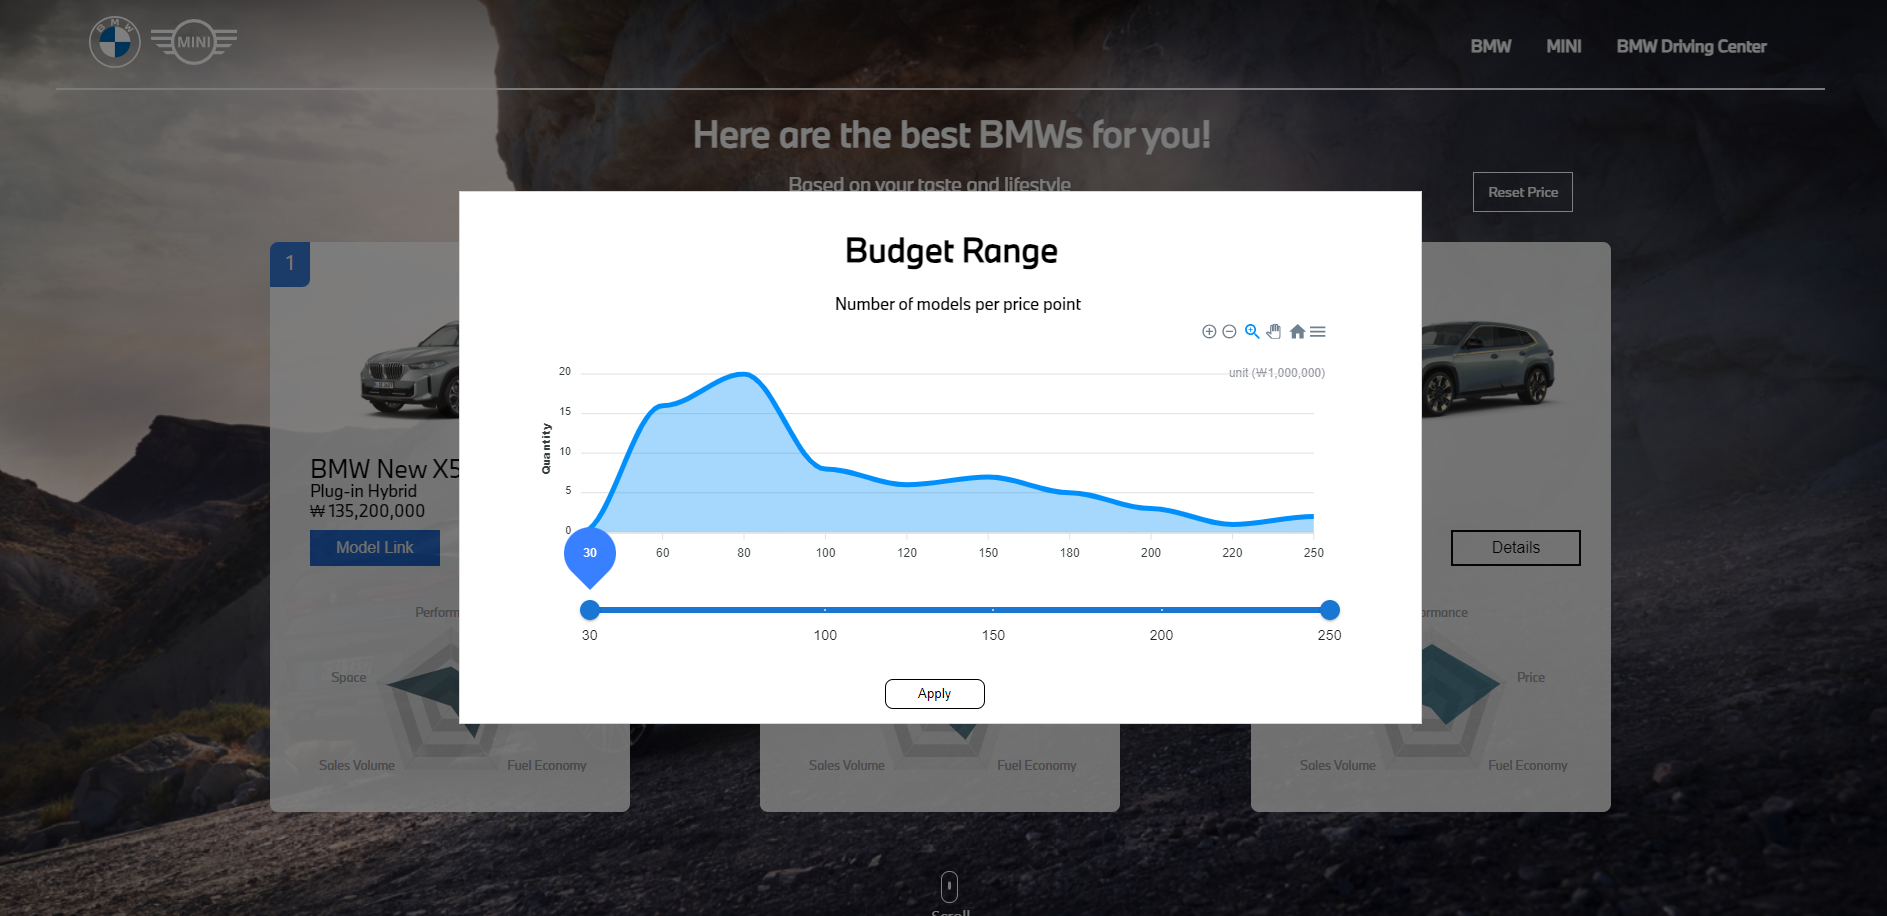 BMW
MINI
BMW MINI BMW Driving Center
Here are the best BMWs for you!
Based on your taste and lifestyle
Reset Price
1
BMW New X5
Plug-in Hybrid
₩ 135,200,000
Model Link
Perform
Space
Sales Volume
Fuel Economy
Budget Range
Number of models per price point
unit (₩1,000,000)
Quantity
20
15
10
5
0
30 60 80 100 120 150 180 200 220 250
30 100 150 200 250
Apply
Sales Volume
Fuel Economy
Details
ormance
Price
Sales Volume
Fuel Economy
Scroll